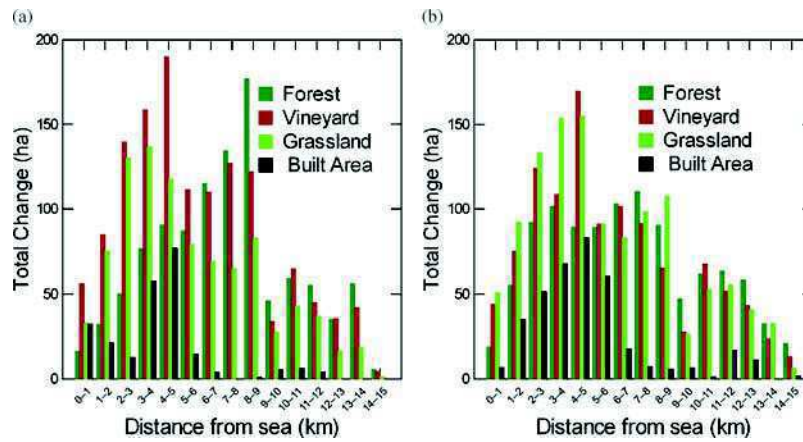 (a)
200
150
100
50
0
Total Change (ha)
Forest
Vineyard
Grassland
Built Area
0–1 1–2 2–3 3–4 4–5 5–6 6–7 7–8 8–9 9–10 10–11 11–12 12–13 13–14 14–15
Distance from sea (km)
(b)
200
150
100
50
0
Total Change (ha)
Forest
Vineyard
Grassland
Built Area
0–1 1–2 2–3 3–4 4–5 5–6 6–7 7–8 8–9 9–10 10–11 11–12 12–13 13–14 14–15
Distance from sea (km)